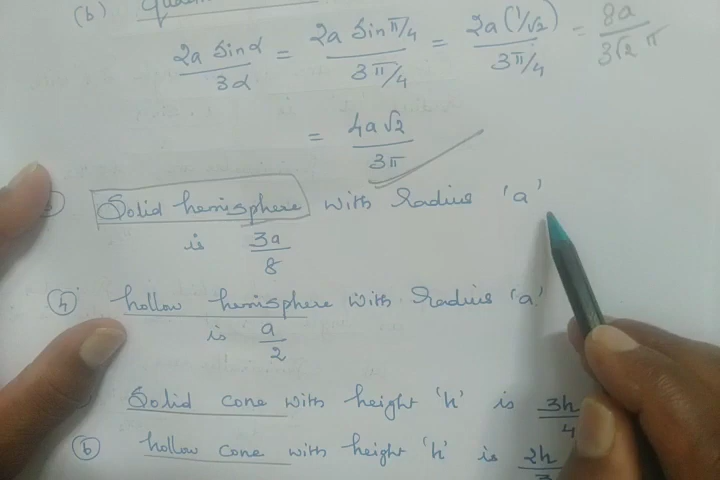 (b)
2a sinα/3α = 2a sin π/4 / 3π/4 = 2a(1/√2) / 3π/4 = 8a/3√2 π
= 4a√2/3π
Solid hemisphere with radius 'a'
is 3a/8
(4) hollow hemisphere with radius 'a'
is a/2
Solid cone with height 'h' is 3h/4
(6) hollow cone with height 'h' is 2h/3